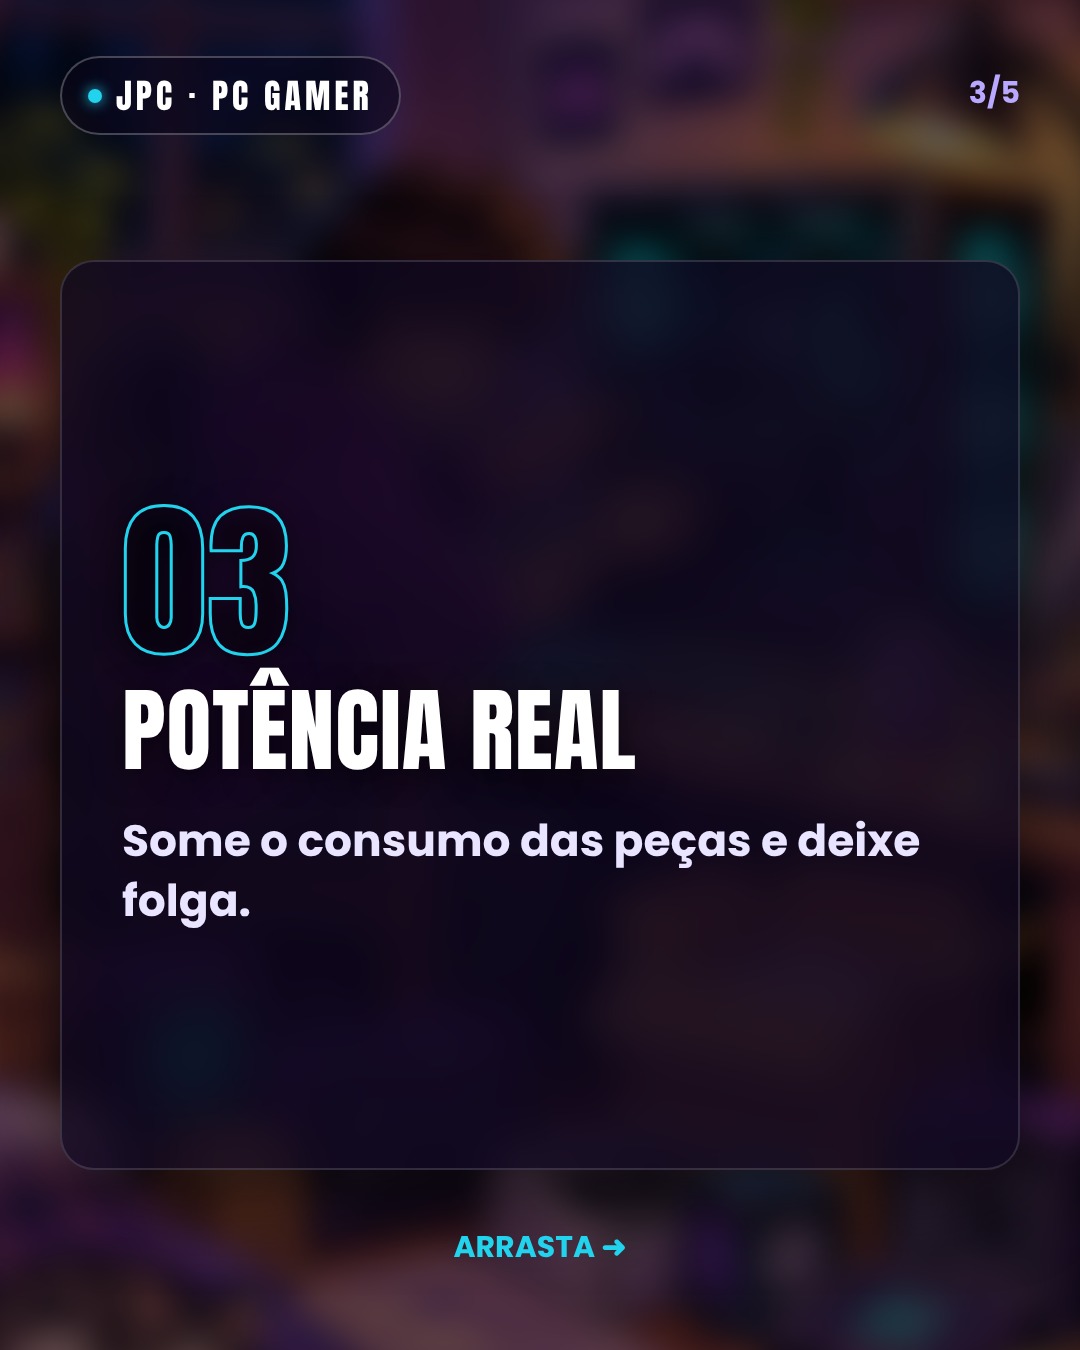 JPC · PC GAMER
3/5
03
POTÊNCIA REAL
Some o consumo das peças e deixe
folga.
ARRASTA ➜